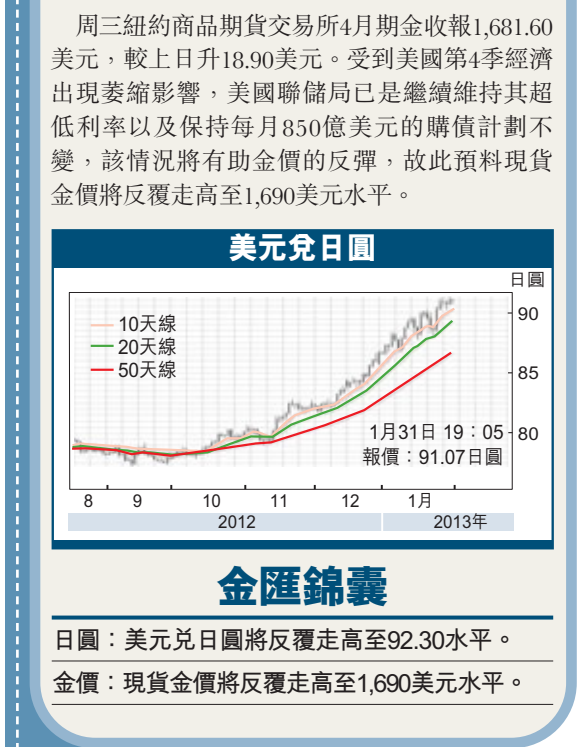 周三紐約商品期貨交易所4月期金收報1,681.60
美元，較上日升18.90美元。受到美國第4季經濟
出現萎縮影響，美國聯儲局已是繼續維持其超
低利率以及保持每月850億美元的購債計劃不
變，該情況將有助金價的反彈，故此預料現貨
金價將反覆走高至1,690美元水平。
美元兌日圓
日圓
90
10天線
20天線
50天線
85
1月31日 19：05
80
報價：91.07日圓
8 9 10 11 12 1月
2012 2013年
金匯錦囊
日圓：美元兌日圓將反覆走高至92.30水平。
金價：現貨金價將反覆走高至1,690美元水平。